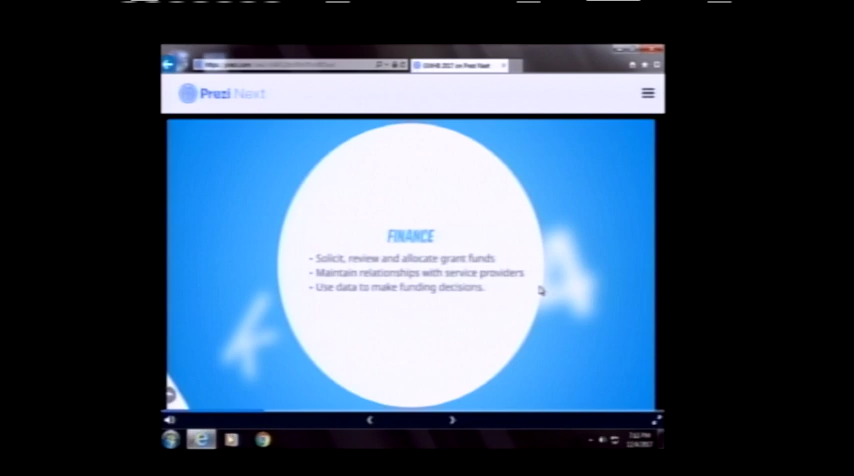 Prezi Next
FINANCE
- Solicit, review and allocate grant funds
- Maintain relationships with service providers
- Use data to make funding decisions.